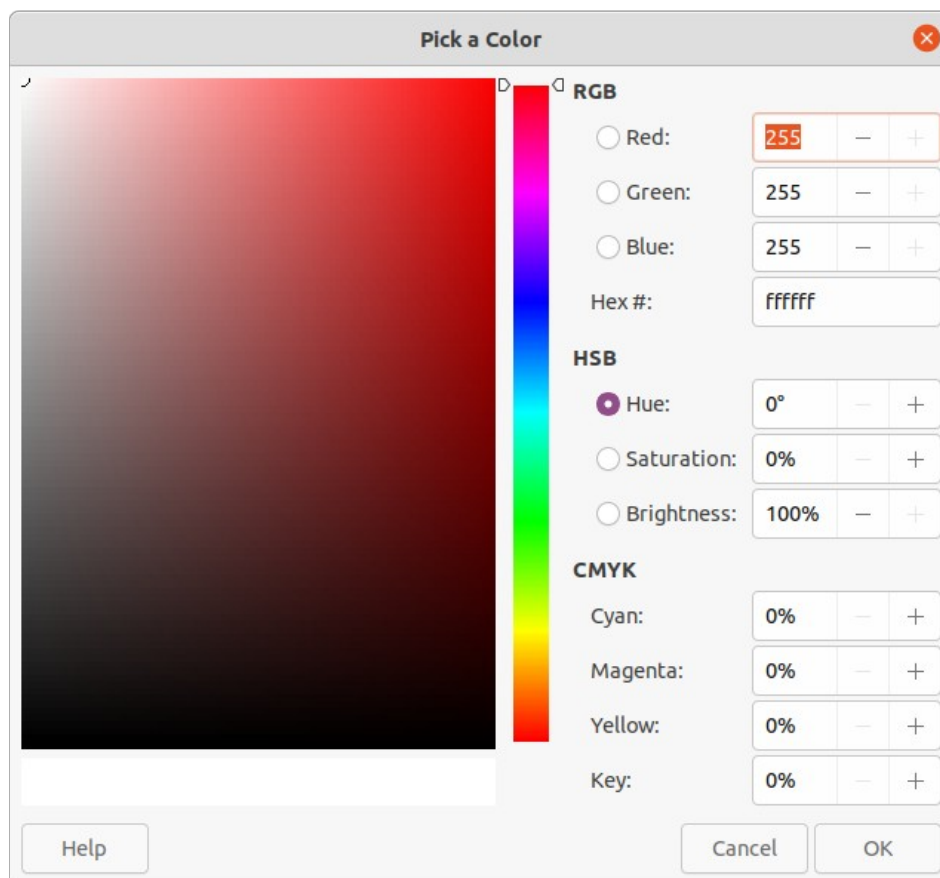 Pick a Color
RGB
Red: 255
Green: 255
Blue: 255
Hex #: ffffff
HSB
Hue: 0°
Saturation: 0%
Brightness: 100%
CMYK
Cyan: 0%
Magenta: 0%
Yellow: 0%
Key: 0%
Help Cancel OK